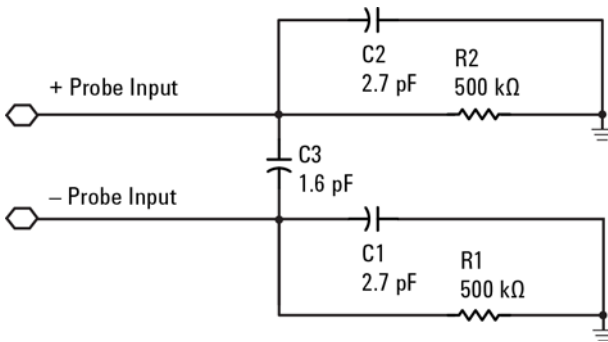 C2
2.7 pF
R2
500 kΩ
+ Probe Input
C3
1.6 pF
– Probe Input
C1
2.7 pF
R1
500 kΩ